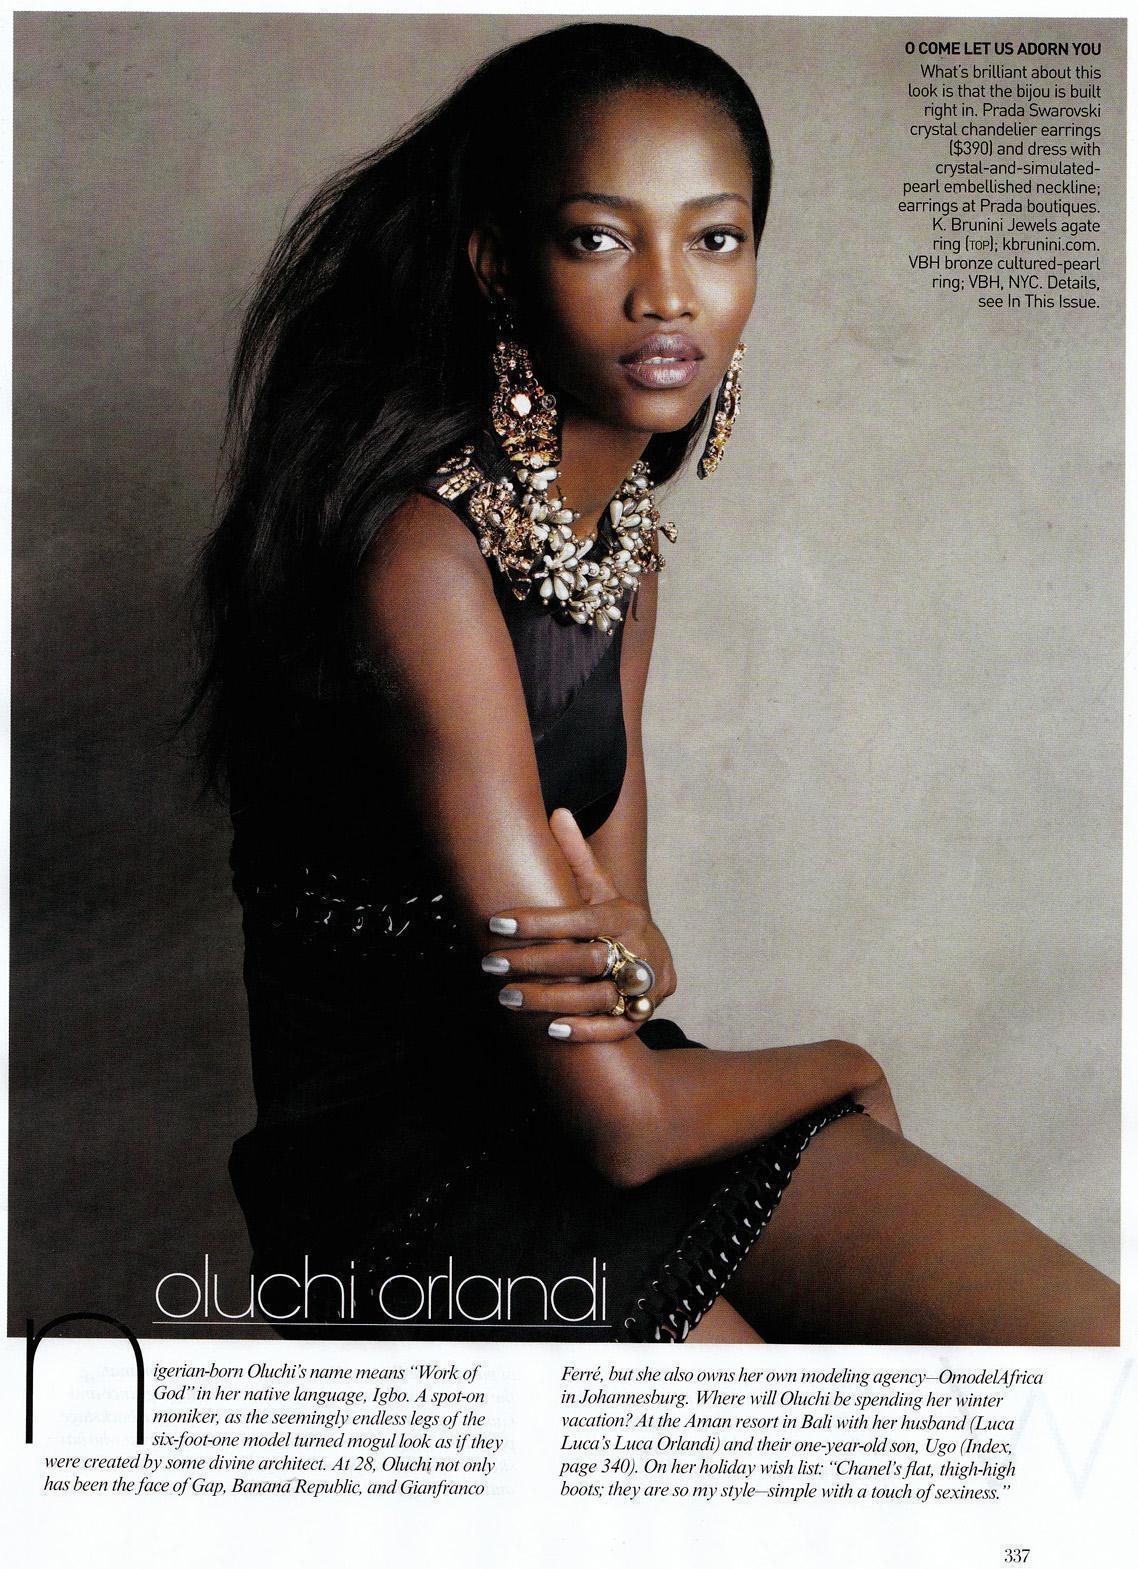 O COME LET US ADORN YOU
What's brilliant about this
look is that the bijou is built
right in. Prada Swarovski
crystal chandelier earrings
($390) and dress with
crystal-and-simulated-
pearl embellished neckline;
earrings at Prada boutiques.
K. Brunini Jewels agate
ring (TOP); kbrunini.com.
VBH bronze cultured-pearl
ring; VBH, NYC. Details,
see In This Issue.
oluchi orlandi
nigerian-born Oluchi's name means “Work of
God” in her native language, Igbo. A spot-on
moniker, as the seemingly endless legs of the
six-foot-one model turned mogul look as if they
were created by some divine architect. At 28, Oluchi not only
has been the face of Gap, Banana Republic, and Gianfranco
Ferré, but she also owns her own modeling agency—OmodelAfrica
in Johannesburg. Where will Oluchi be spending her winter
vacation? At the Aman resort in Bali with her husband (Luca
Luca's Luca Orlandi) and their one-year-old son, Ugo (Index,
page 340). On her holiday wish list: “Chanel's flat, thigh-high
boots; they are so my style—simple with a touch of sexiness.”
337